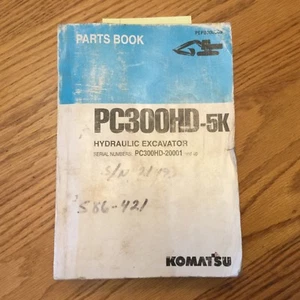 PARTS BOOK
PC300HD-5K
HYDRAULIC EXCAVATOR
SERIAL NUMBERS: PC300HD-20001
S/N
586-421
KOMATSU